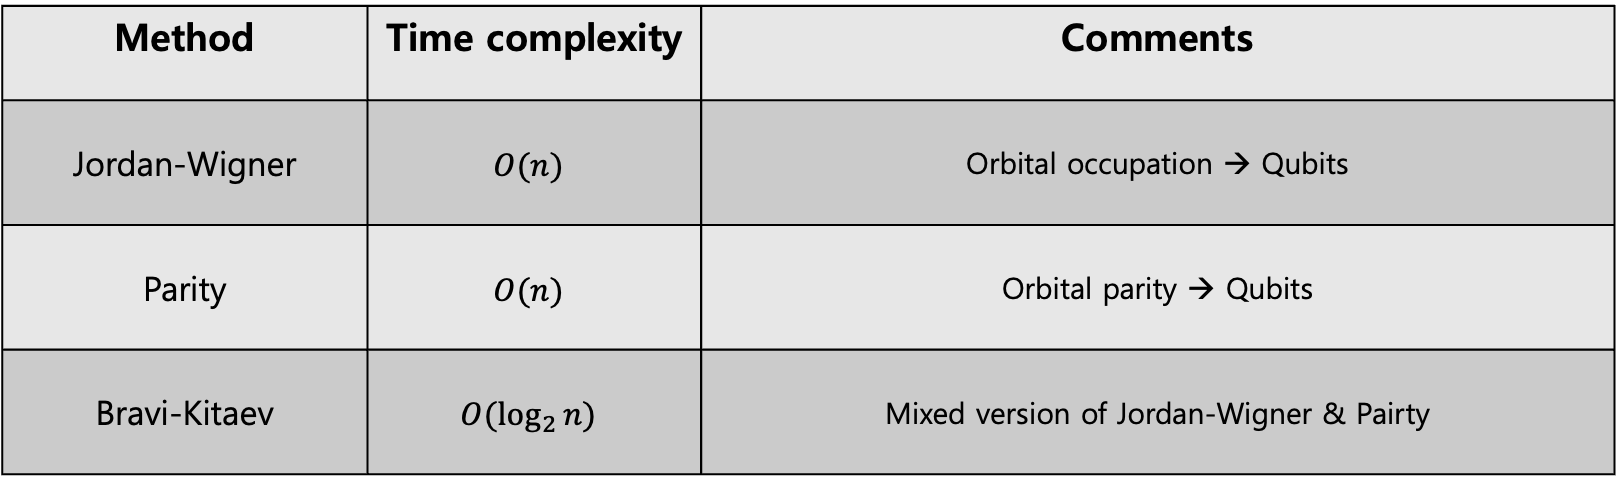 Method Time complexity Comments
Jordan-Wigner O(n) Orbital occupation → Qubits
Parity O(n) Orbital parity → Qubits
Bravi-Kitaev O(log₂ n) Mixed version of Jordan-Wigner & Pairty